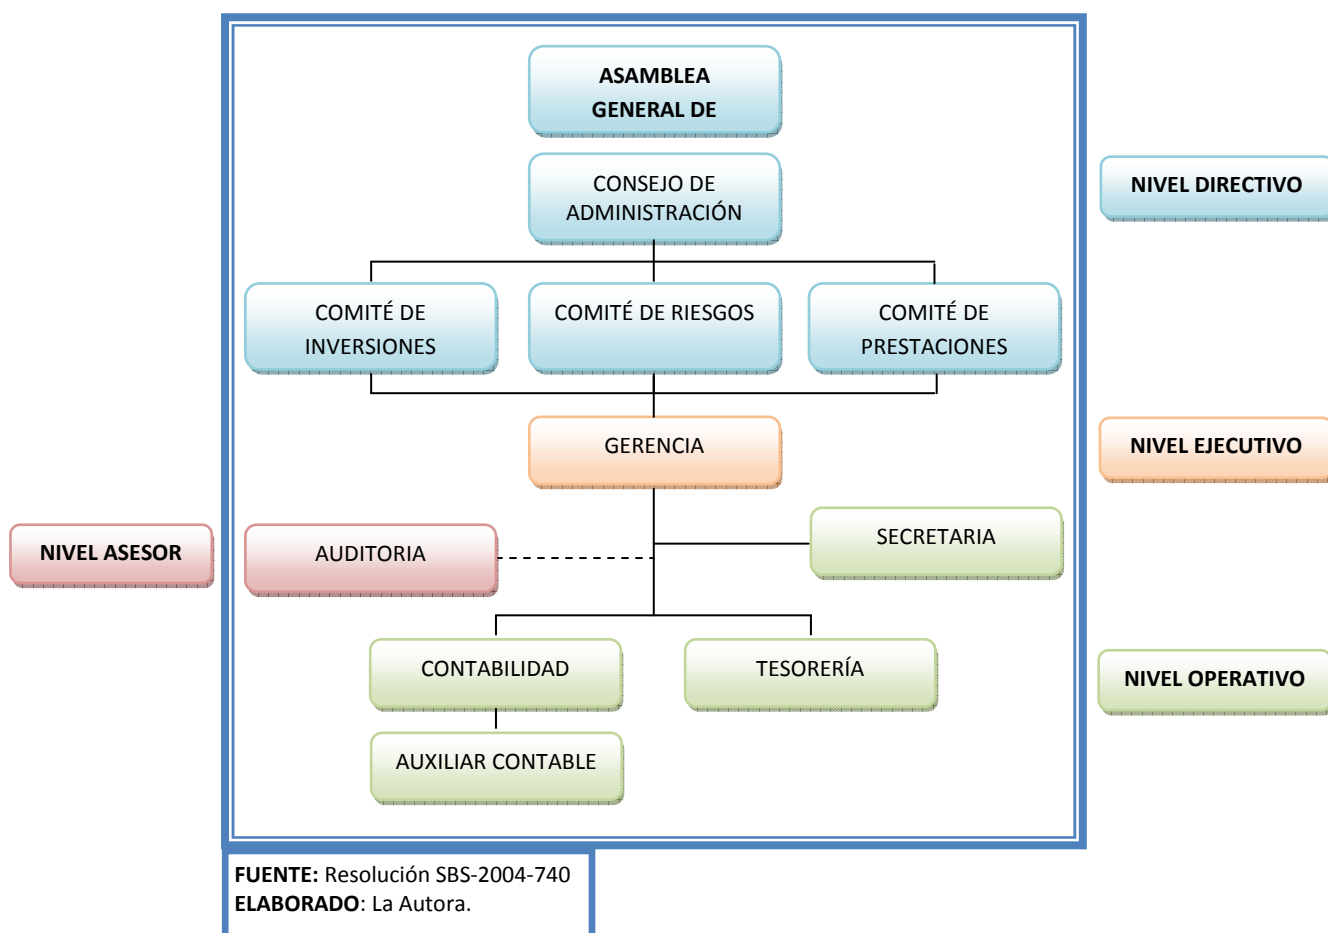 ASAMBLEA
GENERAL DE
CONSEJO DE
ADMINISTRACIÓN
NIVEL DIRECTIVO
COMITÉ DE
INVERSIONES
COMITÉ DE RIESGOS
COMITÉ DE
PRESTACIONES
GERENCIA
NIVEL EJECUTIVO
NIVEL ASESOR
AUDITORIA
SECRETARIA
CONTABILIDAD
TESORERÍA
NIVEL OPERATIVO
AUXILIAR CONTABLE
FUENTE: Resolución SBS-2004-740
ELABORADO: La Autora.